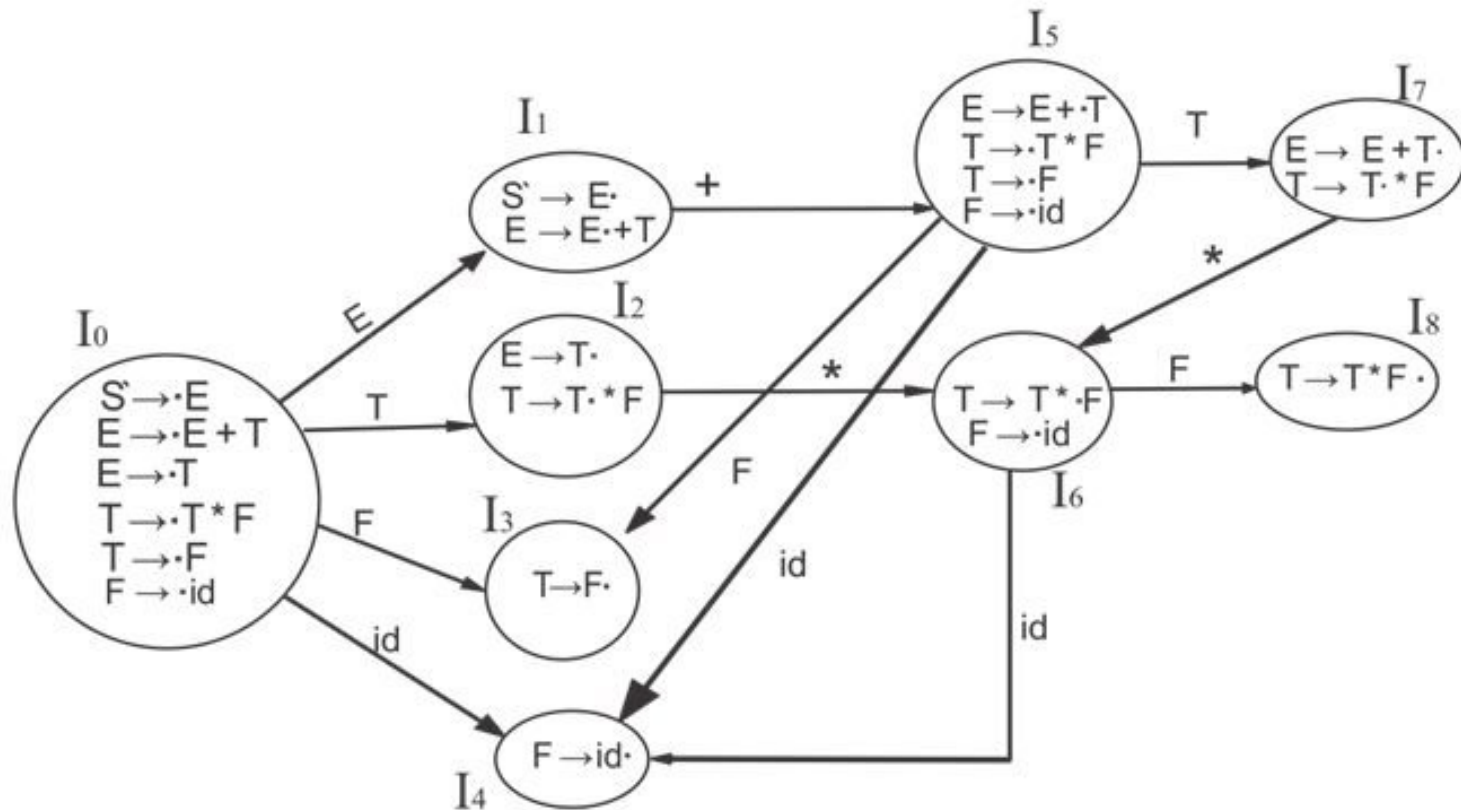 I0
S` → ·E
E → ·E + T
E → ·T
T → ·T * F
T → ·F
F → ·id
E
T
F
id
I1
S` → E·
E → E· + T
+
I2
E → T·
T → T· * F
*
I3
T → F·
I4
F → id·
I5
E → E + ·T
T → ·T * F
T → ·F
F → ·id
T
F
id
I7
E → E + T·
T → T· * F
*
I6
T → T * ·F
F → ·id
F
id
I8
T → T * F ·